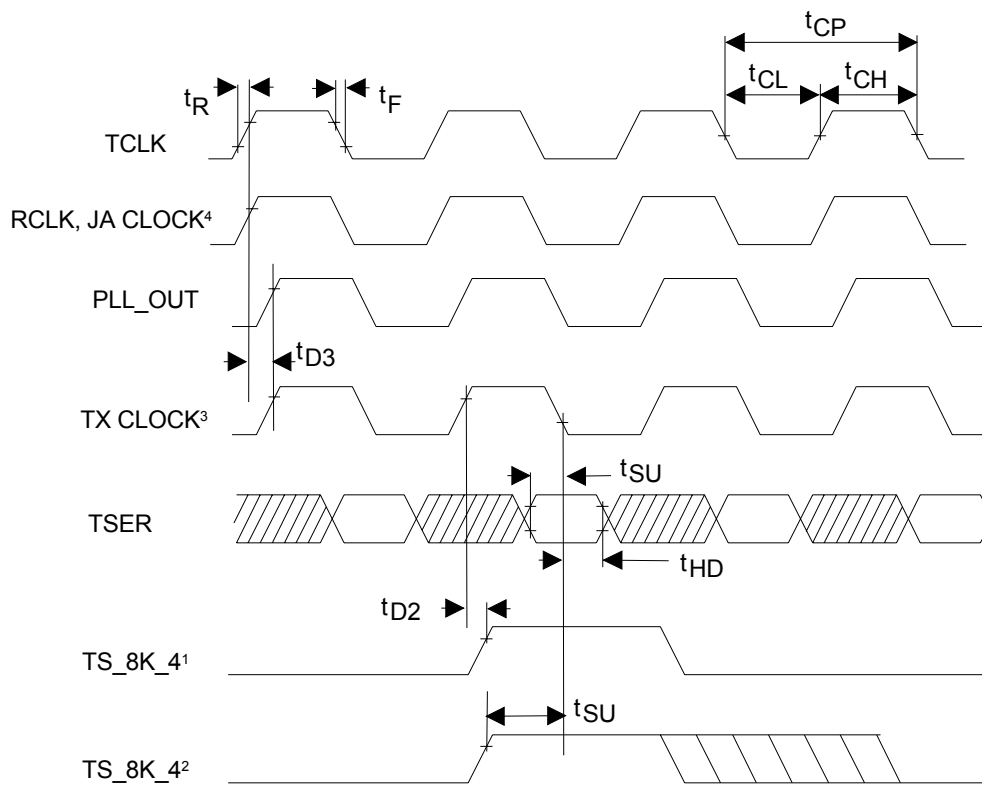 tCP
tCL tCH
tR tF
TCLK
RCLK, JA CLOCK⁴
PLL_OUT
tD3
TX CLOCK³
tSU
TSER
tHD
tD2
TS_8K_4¹
tSU
TS_8K_4²